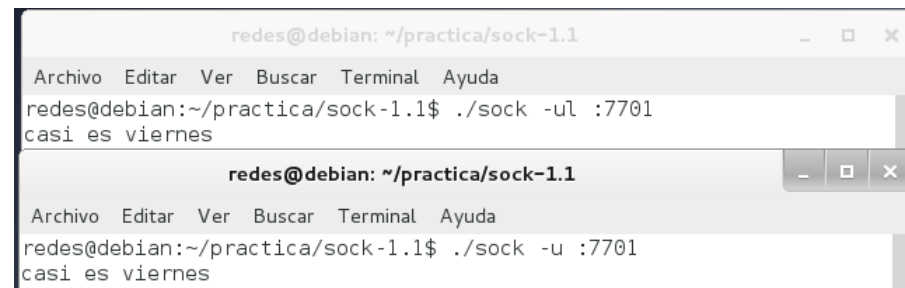 redes@debian: ~/practica/sock-1.1
Archivo Editar Ver Buscar Terminal Ayuda
redes@debian:~/practica/sock-1.1$ ./sock -ul :7701
casi es viernes
redes@debian: ~/practica/sock-1.1
Archivo Editar Ver Buscar Terminal Ayuda
redes@debian:~/practica/sock-1.1$ ./sock -u :7701
casi es viernes